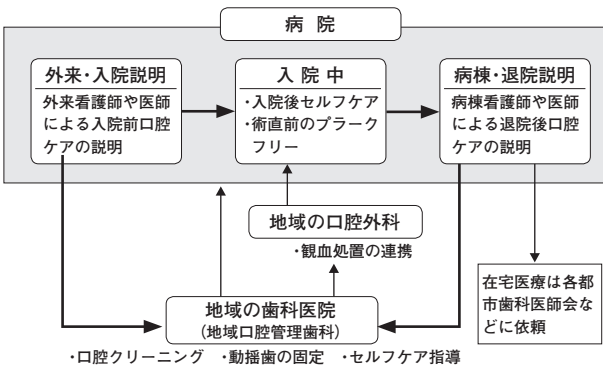 病院
外来・入院説明
外来看護師や医師
による入院前口腔
ケアの説明
入院中
・入院後セルフケア
・術直前のプラーク
フリー
病棟・退院説明
病棟看護師や医師
による退院後口腔
ケアの説明
地域の口腔外科
・観血処置の連携
在宅医療は各都
市歯科医師会な
どに依頼
地域の歯科医院
(地域口腔管理歯科)
・口腔クリーニング ・動揺歯の固定 ・セルフケア指導